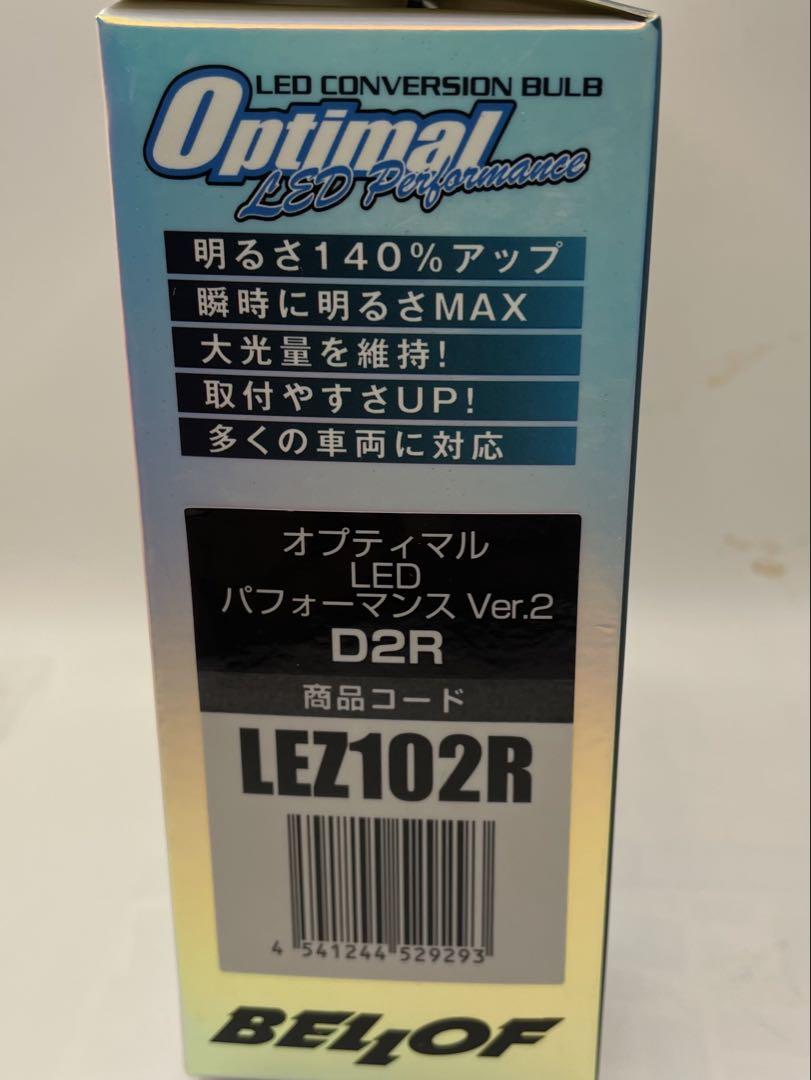 LED CONVERSION BULB
Optimal
LED Performance
明るさ140%アップ
瞬時に明るさMAX
大光量を維持!
取付やすさUP!
多くの車両に対応
オプティマル
LED
パフォーマンス Ver.2
D2R
商品コード
LEZ102R
4 541244 529293
BELLOF